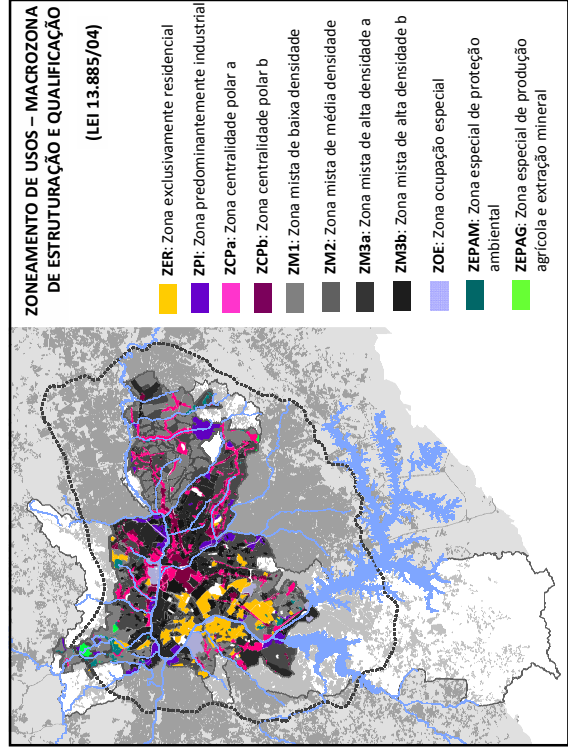 ZONEAMENTO DE USOS – MACROZONA
DE ESTRUTURAÇÃO E QUALIFICAÇÃO
(LEI 13.885/04)
ZER: Zona exclusivamente residencial
ZPI: Zona predominantemente industrial
ZCPa: Zona centralidade polar a
ZCPb: Zona centralidade polar b
ZM1: Zona mista de baixa densidade
ZM2: Zona mista de média densidade
ZM3a: Zona mista de alta densidade a
ZM3b: Zona mista de alta densidade b
ZOE: Zona ocupação especial
ZEPAM: Zona especial de proteção
ambiental
ZEPAG: Zona especial de produção
agrícola e extração mineral